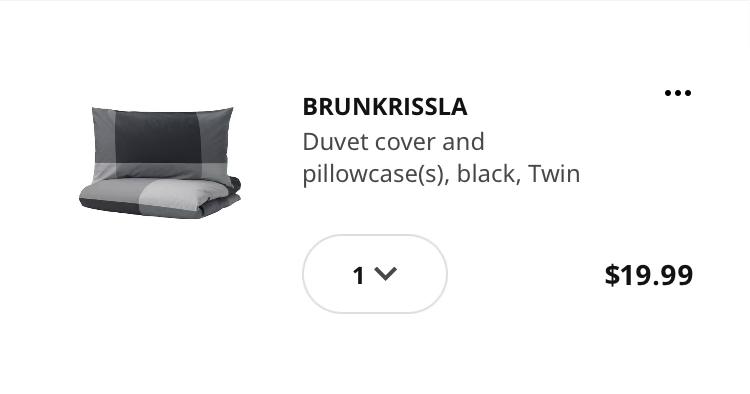 BRUNKRISSLA
Duvet cover and
pillowcase(s), black, Twin
1
$19.99